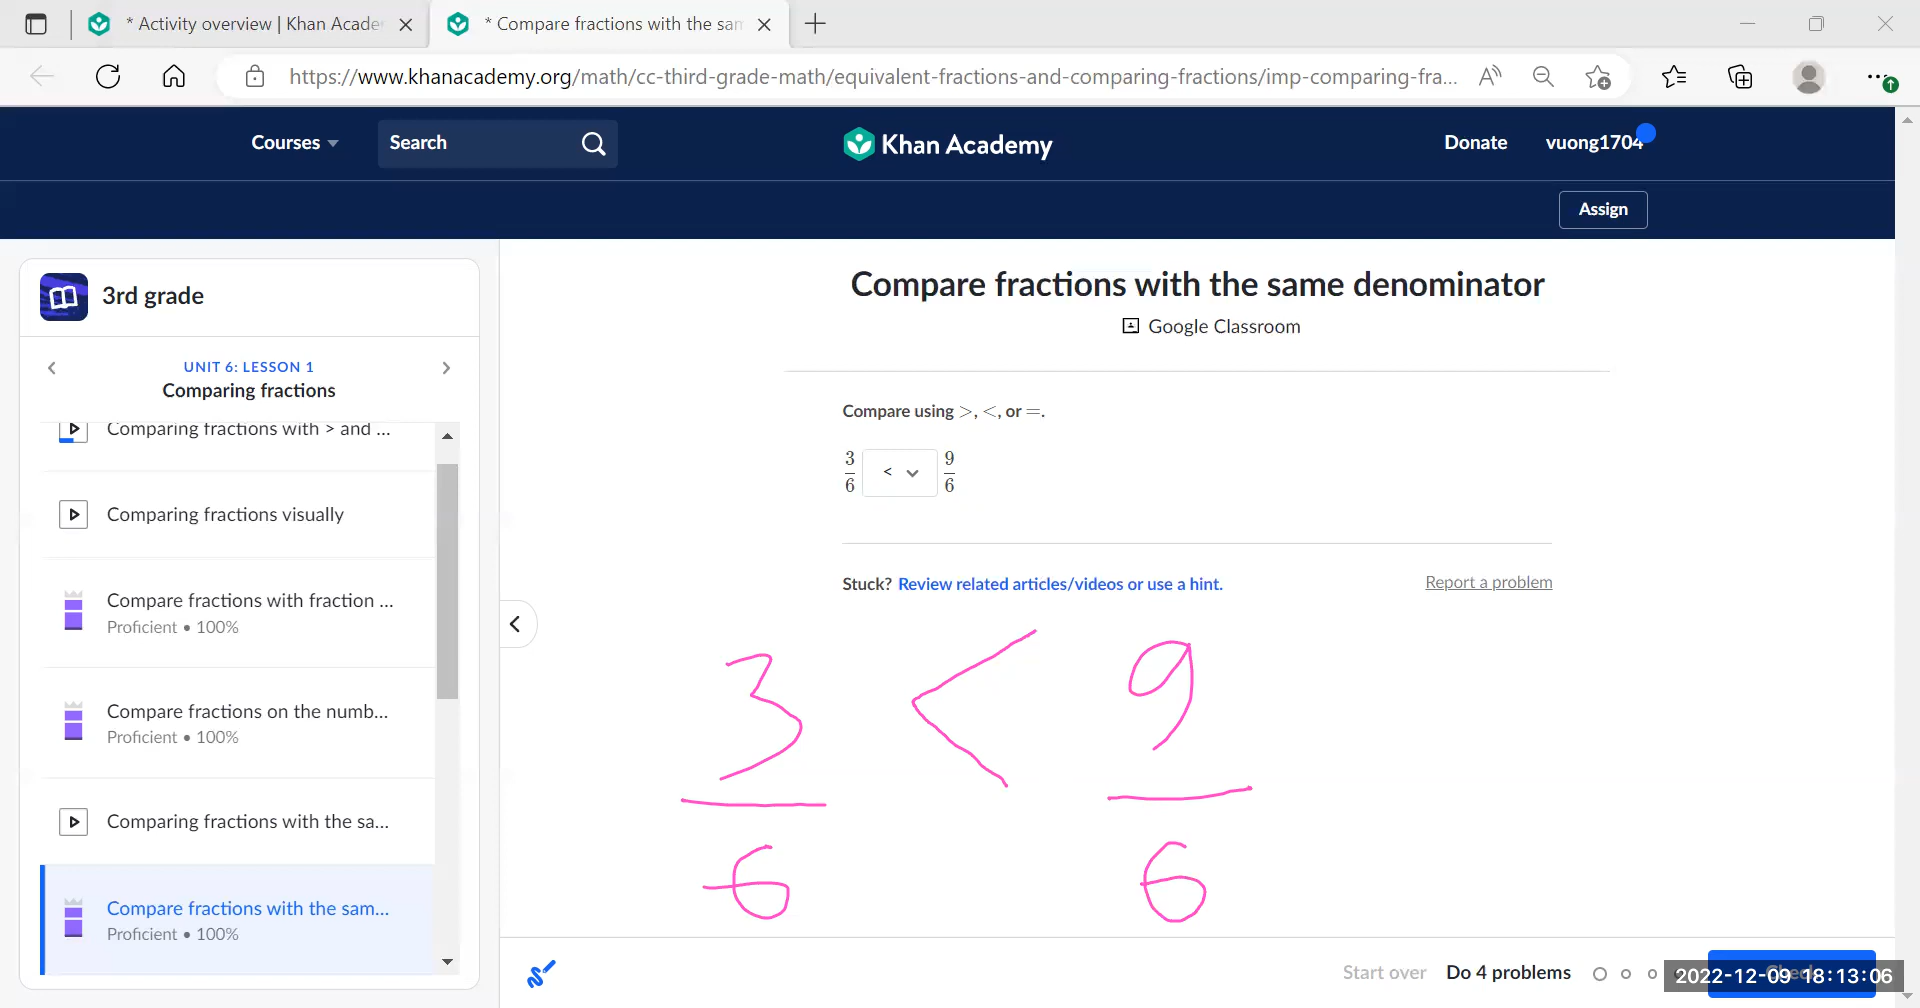 * Activity overview | Khan Acade
* Compare fractions with the sam
https://www.khanacademy.org/math/cc-third-grade-math/equivalent-fractions-and-comparing-fractions/imp-comparing-fra...
Courses
Search
Khan Academy
Donate
vuong1704
Assign
3rd grade
UNIT 6: LESSON 1
Comparing fractions
Comparing fractions with > and ...
Comparing fractions visually
Compare fractions with fraction ...
Proficient • 100%
Compare fractions on the numb...
Proficient • 100%
Comparing fractions with the sa...
Compare fractions with the sam...
Proficient • 100%
Compare fractions with the same denominator
Google Classroom
Compare using >, <, or =.
3/6 < 9/6
Stuck? Review related articles/videos or use a hint.
Report a problem
3 < 9
6 6
Start over
Do 4 problems
2022-12-09 18:13:06